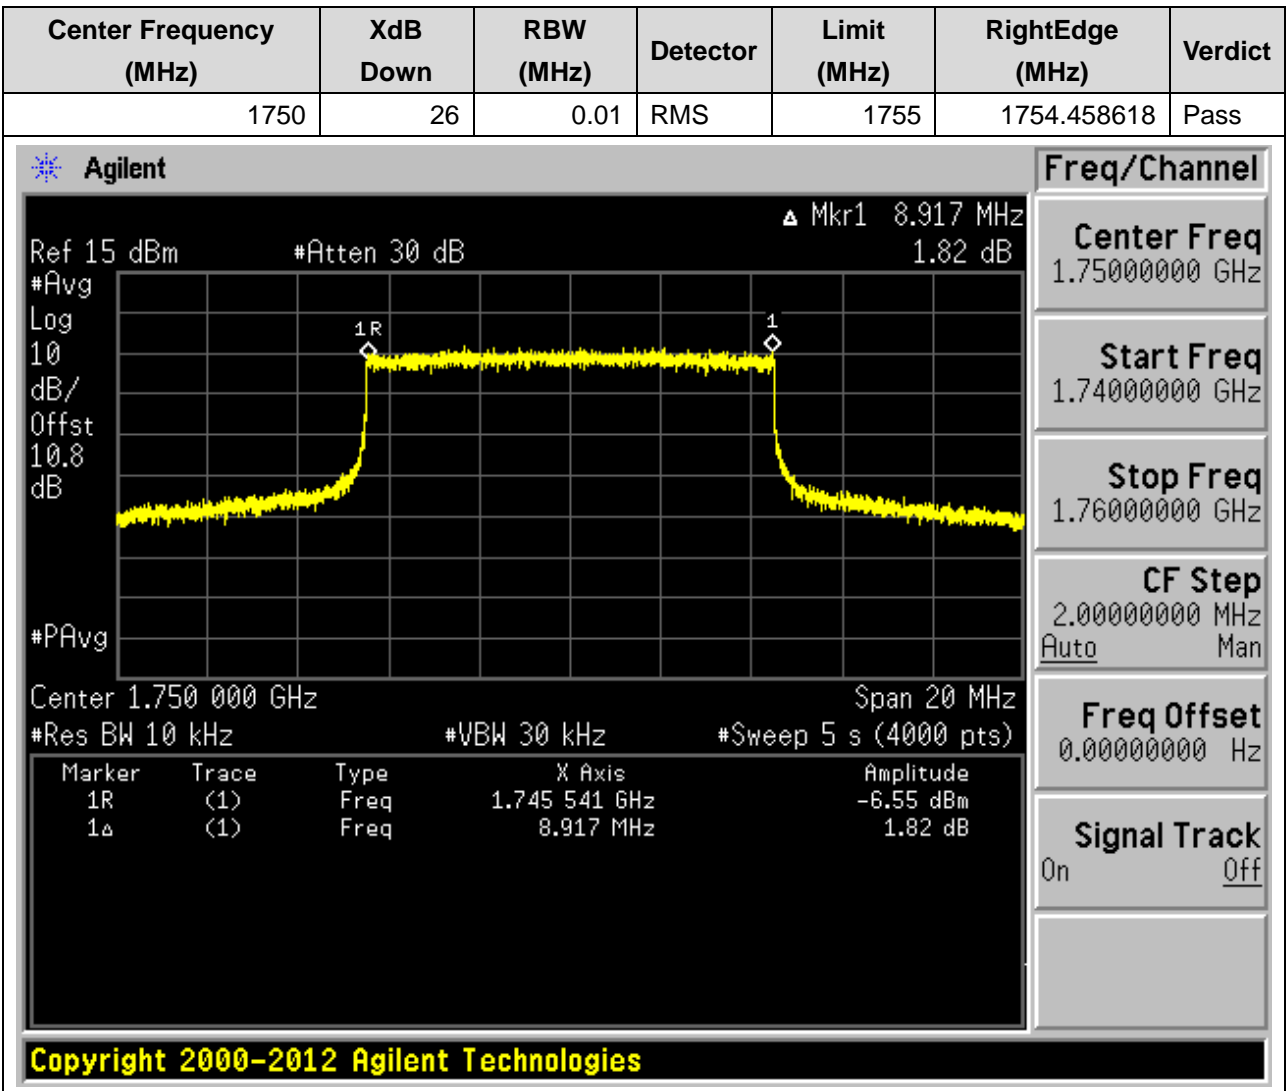 Center Frequency (MHz) XdB Down RBW (MHz) Detector Limit (MHz) RightEdge (MHz) Verdict
1750 26 0.01 RMS 1755 1754.458618 Pass
Agilent
Freq/Channel
Δ Mkr1 8.917 MHz
Ref 15 dBm #Atten 30 dB 1.82 dB
#Avg
Log
10
dB/
Offst
10.8
dB
1R
1
#PAvg
Center 1.750 000 GHz Span 20 MHz
#Res BW 10 kHz #VBW 30 kHz #Sweep 5 s (4000 pts)
Marker Trace Type X Axis Amplitude
1R (1) Freq 1.745 541 GHz -6.55 dBm
1Δ (1) Freq 8.917 MHz 1.82 dB
Center Freq
1.75000000 GHz
Start Freq
1.74000000 GHz
Stop Freq
1.76000000 GHz
CF Step
2.00000000 MHz
Auto Man
Freq Offset
0.00000000 Hz
Signal Track
On Off
Copyright 2000-2012 Agilent Technologies